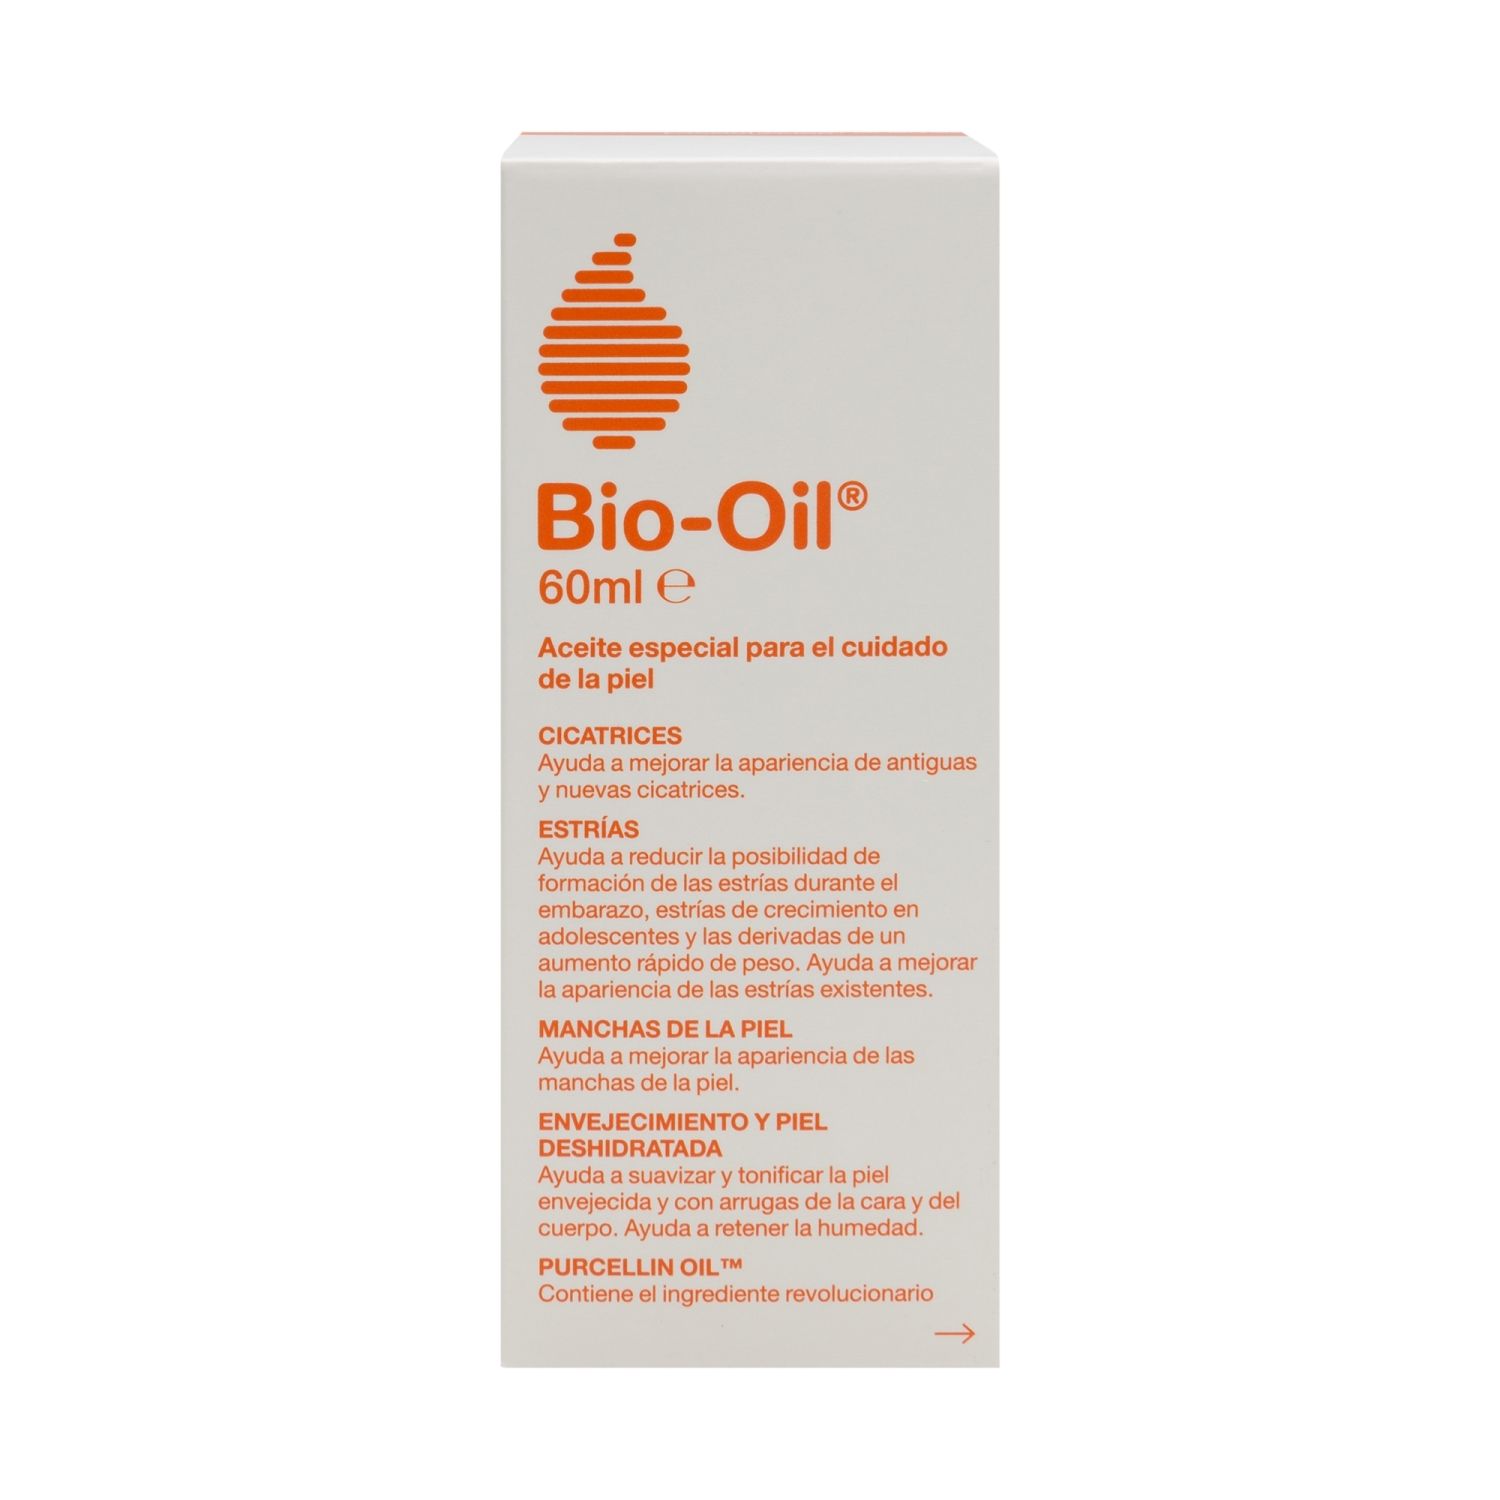 Bio-Oil®
60ml ℮
Aceite especial para el cuidado
de la piel
CICATRICES
Ayuda a mejorar la apariencia de antiguas
y nuevas cicatrices.
ESTRÍAS
Ayuda a reducir la posibilidad de
formación de las estrías durante el
embarazo, estrías de crecimiento en
adolescentes y las derivadas de un
aumento rápido de peso. Ayuda a mejorar
la apariencia de las estrías existentes.
MANCHAS DE LA PIEL
Ayuda a mejorar la apariencia de las
manchas de la piel.
ENVEJECIMIENTO Y PIEL
DESHIDRATADA
Ayuda a suavizar y tonificar la piel
envejecida y con arrugas de la cara y del
cuerpo. Ayuda a retener la humedad.
PURCELLIN OIL™
Contiene el ingrediente revolucionario
→